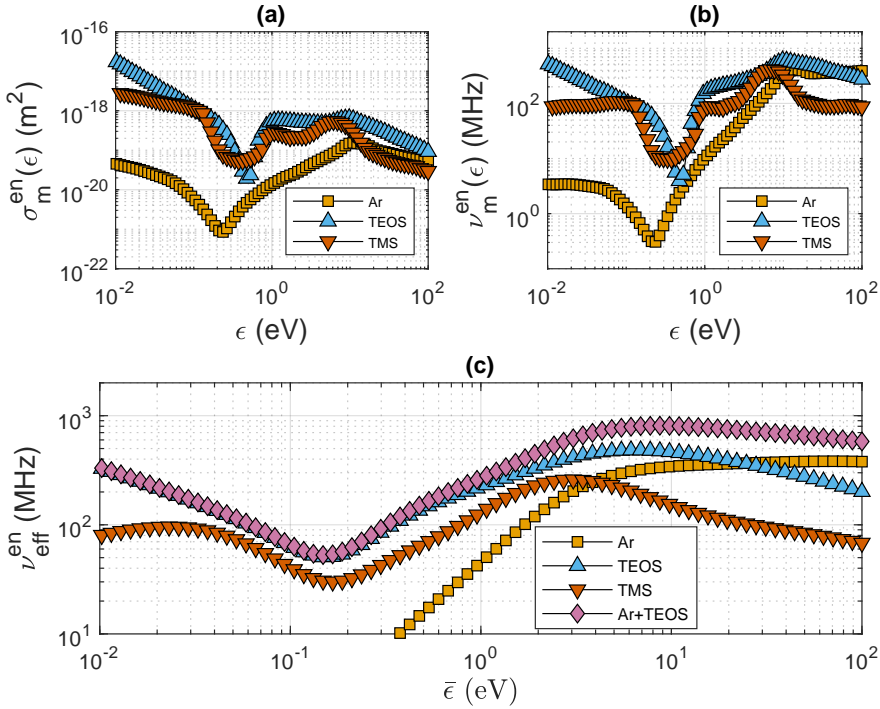 (a)
10^-16
10^-18
10^-20
10^-22
σ_m^en(ϵ) (m²)
Ar
TEOS
TMS
10^-2
10^0
10^2
ϵ (eV)
(b)
10^2
10^0
ν_m^en(ϵ) (MHz)
Ar
TEOS
TMS
10^-2
10^0
10^2
ϵ (eV)
(c)
10^3
10^2
10^1
ν_eff^en (MHz)
Ar
TEOS
TMS
Ar+TEOS
10^-2
10^-1
10^0
10^1
10^2
ϵ̄ (eV)